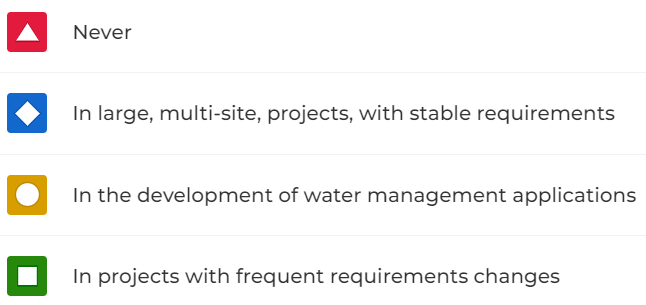 Never
In large, multi-site, projects, with stable requirements
In the development of water management applications
In projects with frequent requirements changes